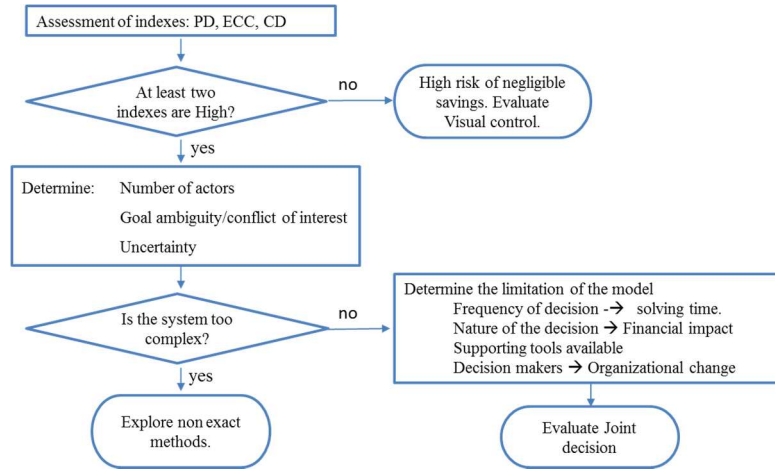 Assessment of indexes: PD, ECC, CD
At least two
indexes are High?
no
High risk of negligible
savings. Evaluate
Visual control.
yes
Determine: Number of actors
Goal ambiguity/conflict of interest
Uncertainty
Is the system too
complex?
no
Determine the limitation of the model
Frequency of decision -→ solving time.
Nature of the decision → Financial impact
Supporting tools available
Decision makers → Organizational change
yes
Explore non exact
methods.
Evaluate Joint
decision